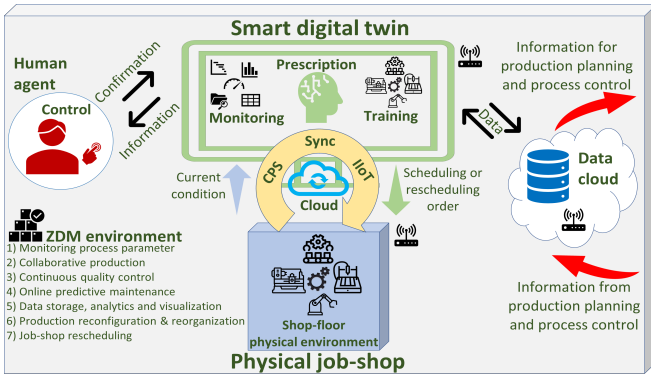 Smart digital twin
Human
agent
Control
Confirmation
Information
Prescription
Monitoring
Training
Sync
CPS
IIoT
Cloud
Data
Information for
production planning
and process control
Data
cloud
Current
condition
Scheduling or
rescheduling
order
ZDM environment
1) Monitoring process parameter
2) Collaborative production
3) Continuous quality control
4) Online predictive maintenance
5) Data storage, analytics and visualization
6) Production reconfiguration & reorganization
7) Job-shop rescheduling
Information from
production planning
and process control
Shop-floor
physical environment
Physical job-shop